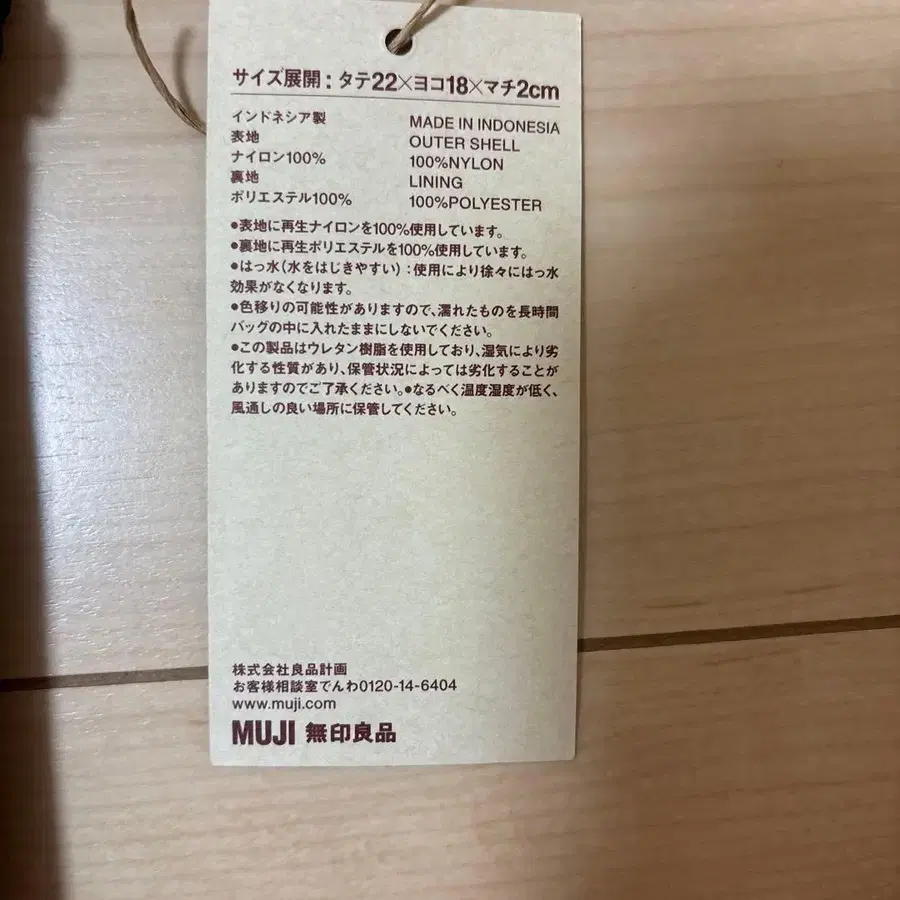 サイズ展開：タテ22×ヨコ18×マチ2cm
インドネシア製 MADE IN INDONESIA
表地 OUTER SHELL
ナイロン100% 100%NYLON
裏地 LINING
ポリエステル100% 100%POLYESTER
●表地に再生ナイロンを100%使用しています。
●裏地に再生ポリエステルを100%使用しています。
●はっ水(水をはじきやすい)：使用により徐々にはっ水
効果がなくなります。
●色移りの可能性がありますので、濡れたものを長時間
バッグの中に入れたままにしないでください。
●この製品はウレタン樹脂を使用しており、湿気により劣
化する性質があり、保管状況によっては劣化することが
ありますのでご了承ください。●なるべく温度湿度が低く、
風通しの良い場所に保管してください。
株式会社良品計画
お客様相談室でんわ0120-14-6404
www.muji.com
MUJI 無印良品